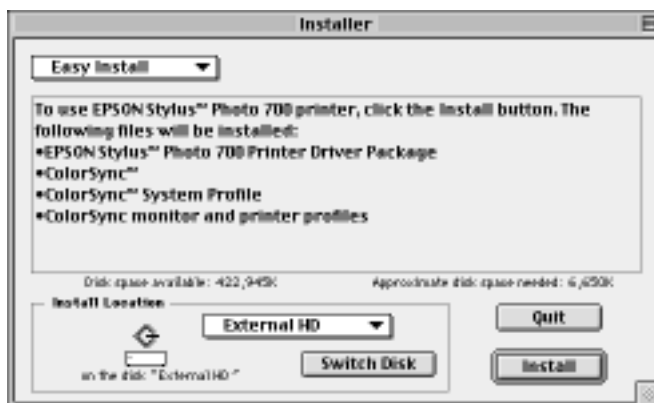 Installer
Easy Install
To use EPSON Stylus™ Photo 700 printer, click the Install button. The
following files will be installed:
•EPSON Stylus™ Photo 700 Printer Driver Package
•ColorSync™
•ColorSync™ System Profile
•ColorSync monitor and printer profiles
Disk space available: 422,945K Approximate disk space needed: 6,650K
Install Location
External HD
Quit
on the disk "External HD"
Switch Disk
Install